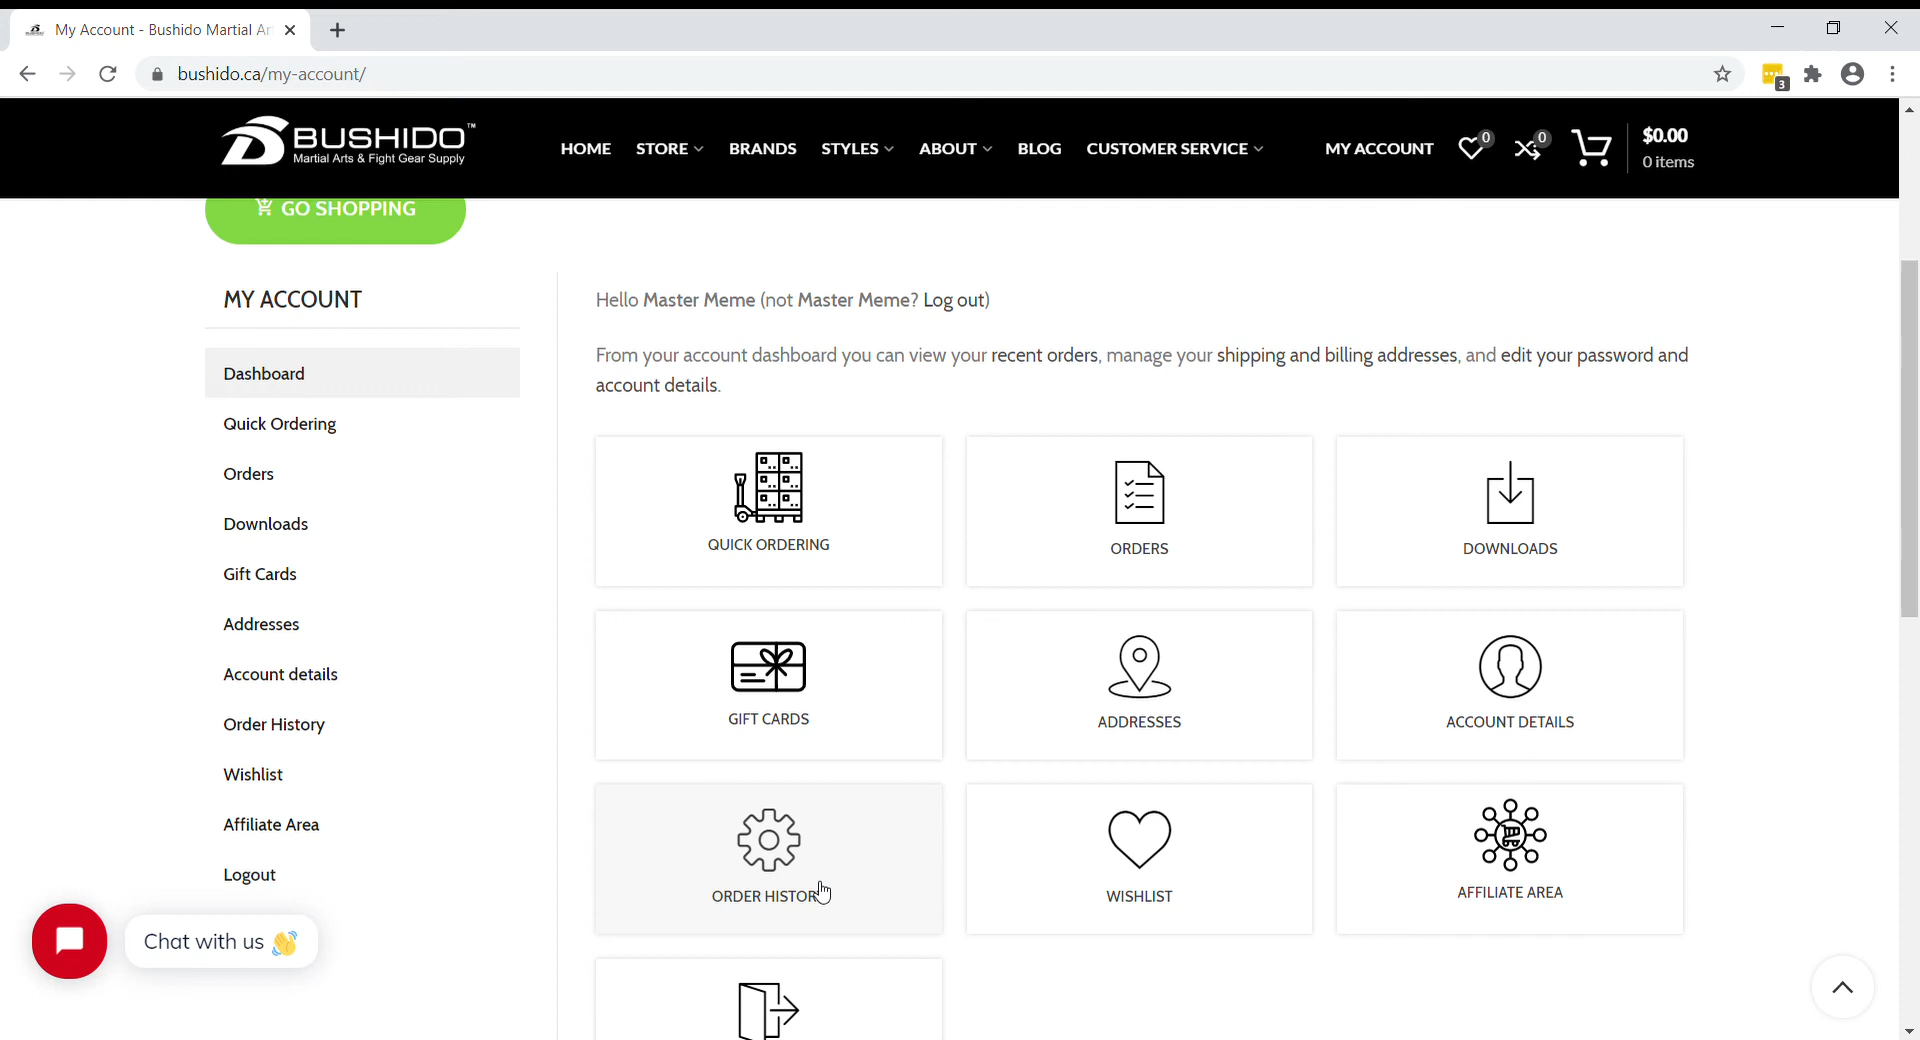 My Account - Bushido Martial Ar
bushido.ca/my-account/
3
BUSHIDO™
Martial Arts & Fight Gear Supply
HOME STORE BRANDS STYLES ABOUT BLOG CUSTOMER SERVICE MY ACCOUNT 0 0 $0.00
0 items
GO SHOPPING
MY ACCOUNT
Dashboard
Quick Ordering
Orders
Downloads
Gift Cards
Addresses
Account details
Order History
Wishlist
Affiliate Area
Logout
Hello Master Meme (not Master Meme? Log out)
From your account dashboard you can view your recent orders, manage your shipping and billing addresses, and edit your password and
account details.
QUICK ORDERING
ORDERS
DOWNLOADS
GIFT CARDS
ADDRESSES
ACCOUNT DETAILS
ORDER HISTORY
WISHLIST
AFFILIATE AREA
Chat with us 👋